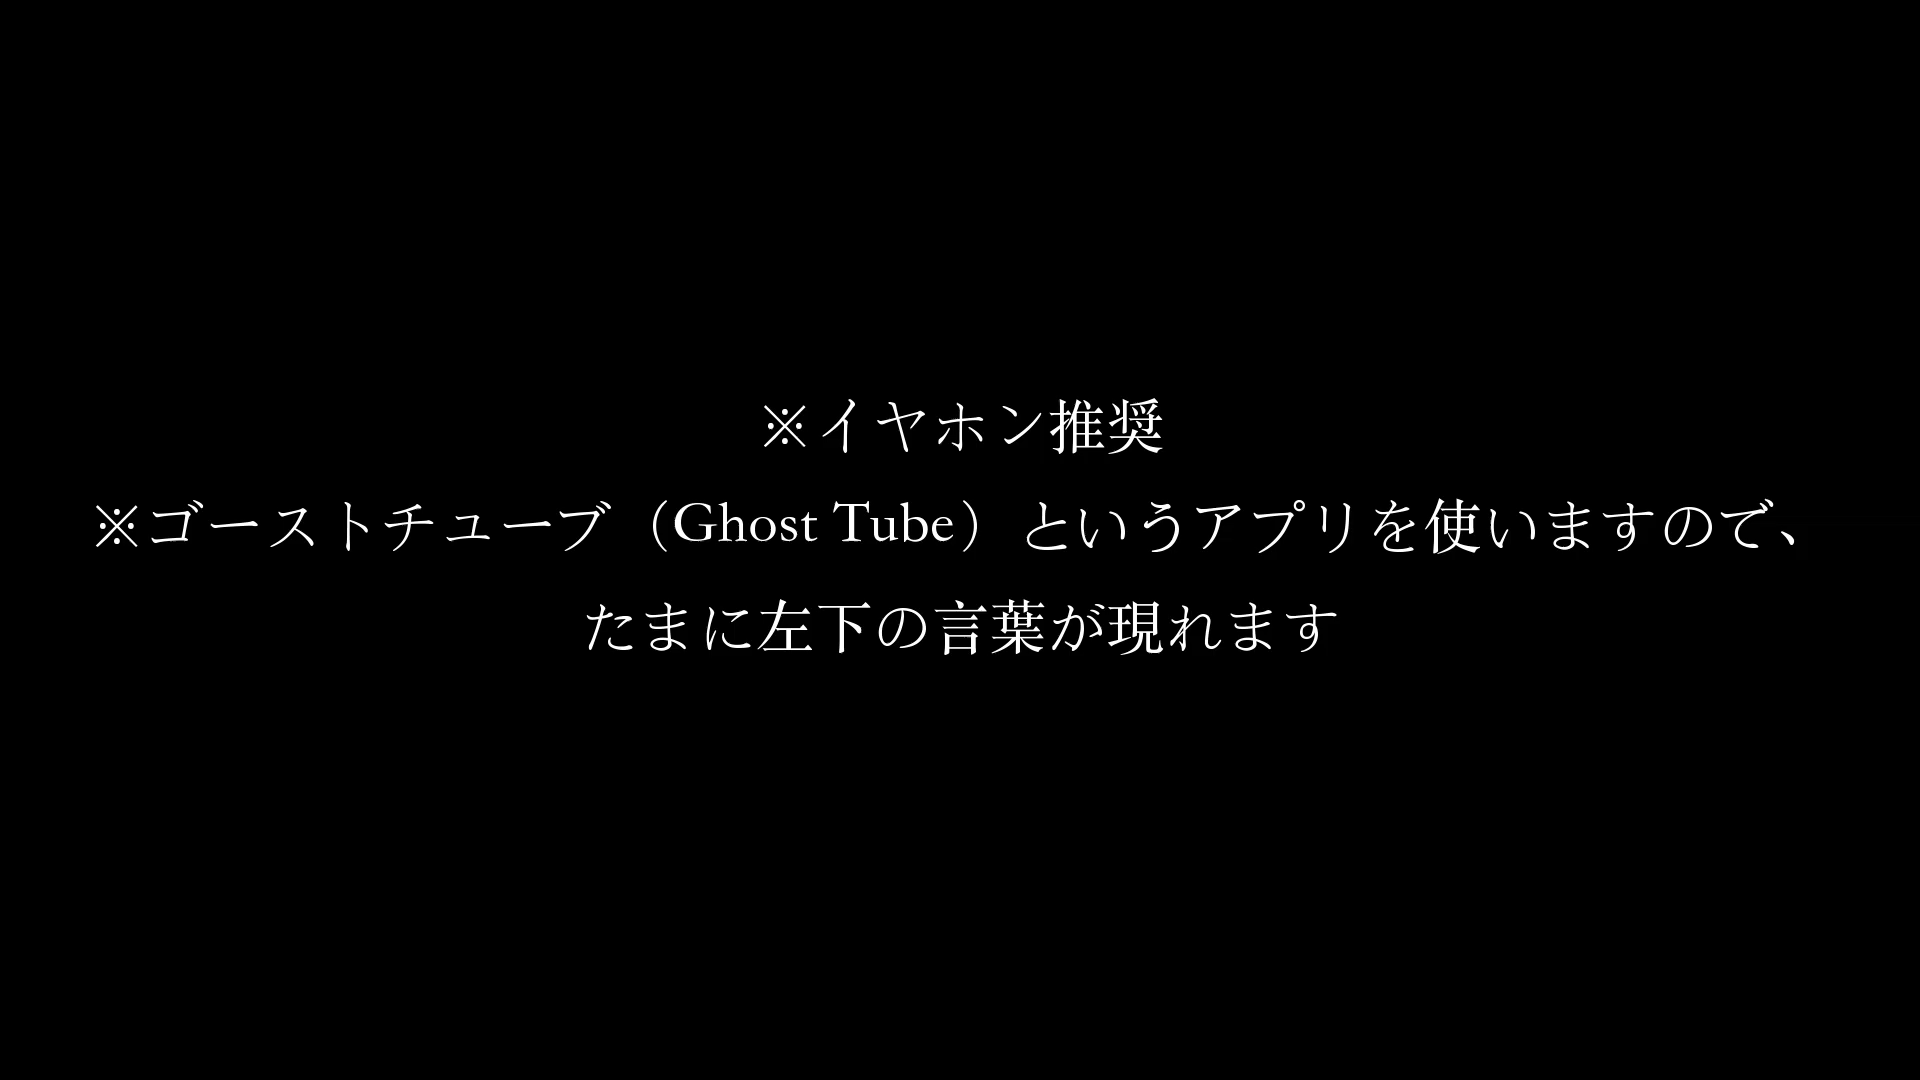 ※イヤホン推奨
※ゴーストチューブ（Ghost Tube）というアプリを使いますので、
たまに左下の言葉が現れます